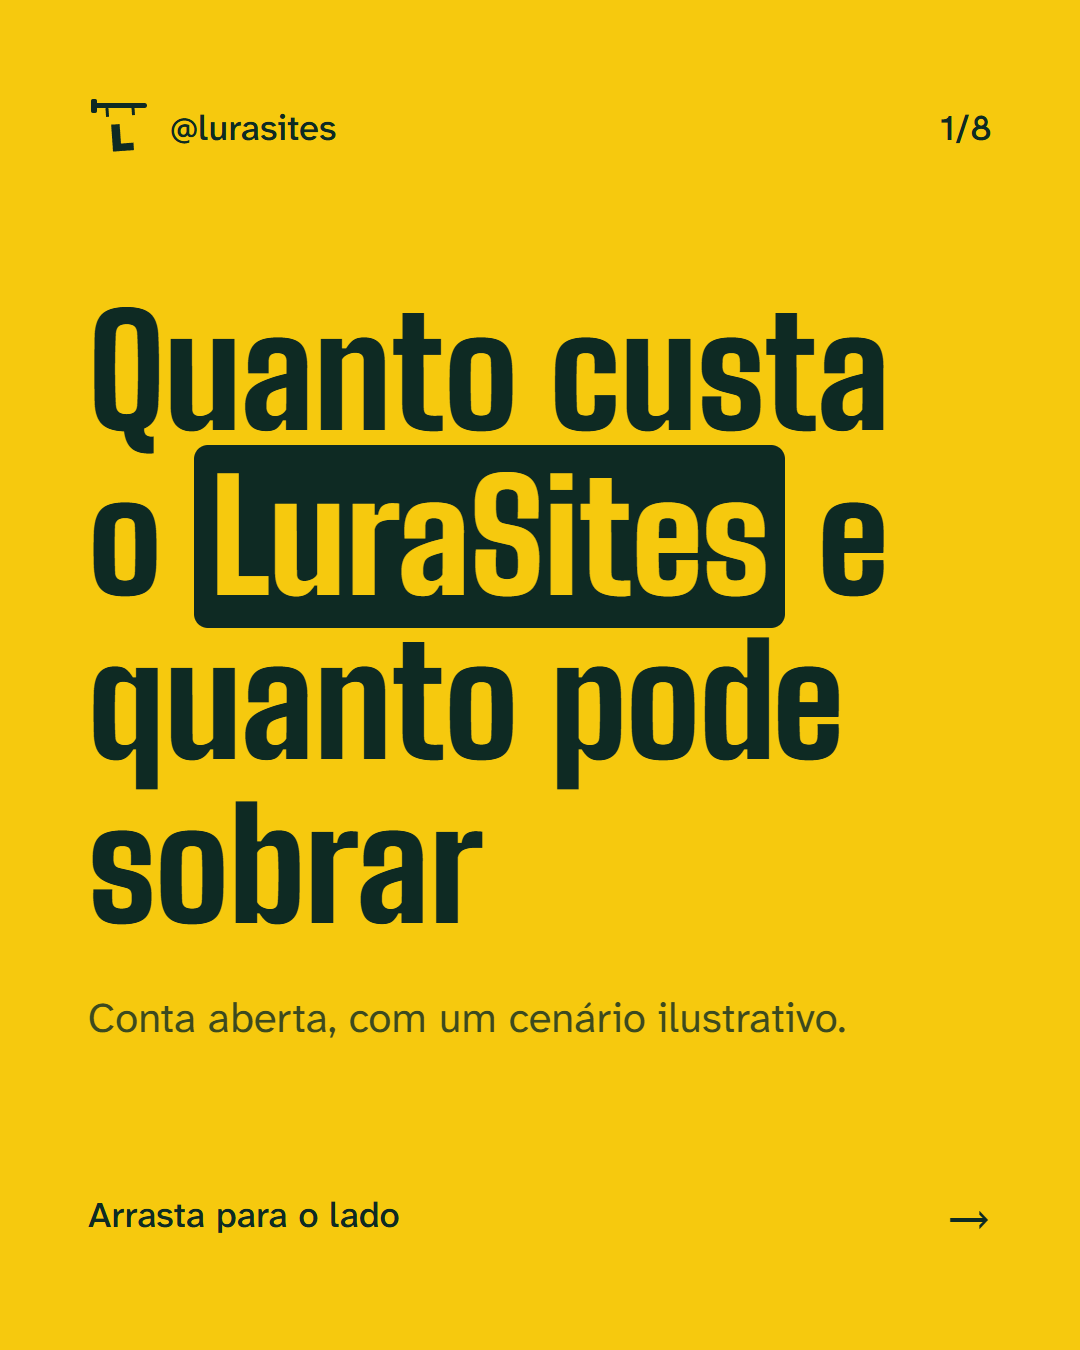 @lurasites
1/8
Quanto custa
o LuraSites e
quanto pode
sobrar
Conta aberta, com um cenário ilustrativo.
Arrasta para o lado →